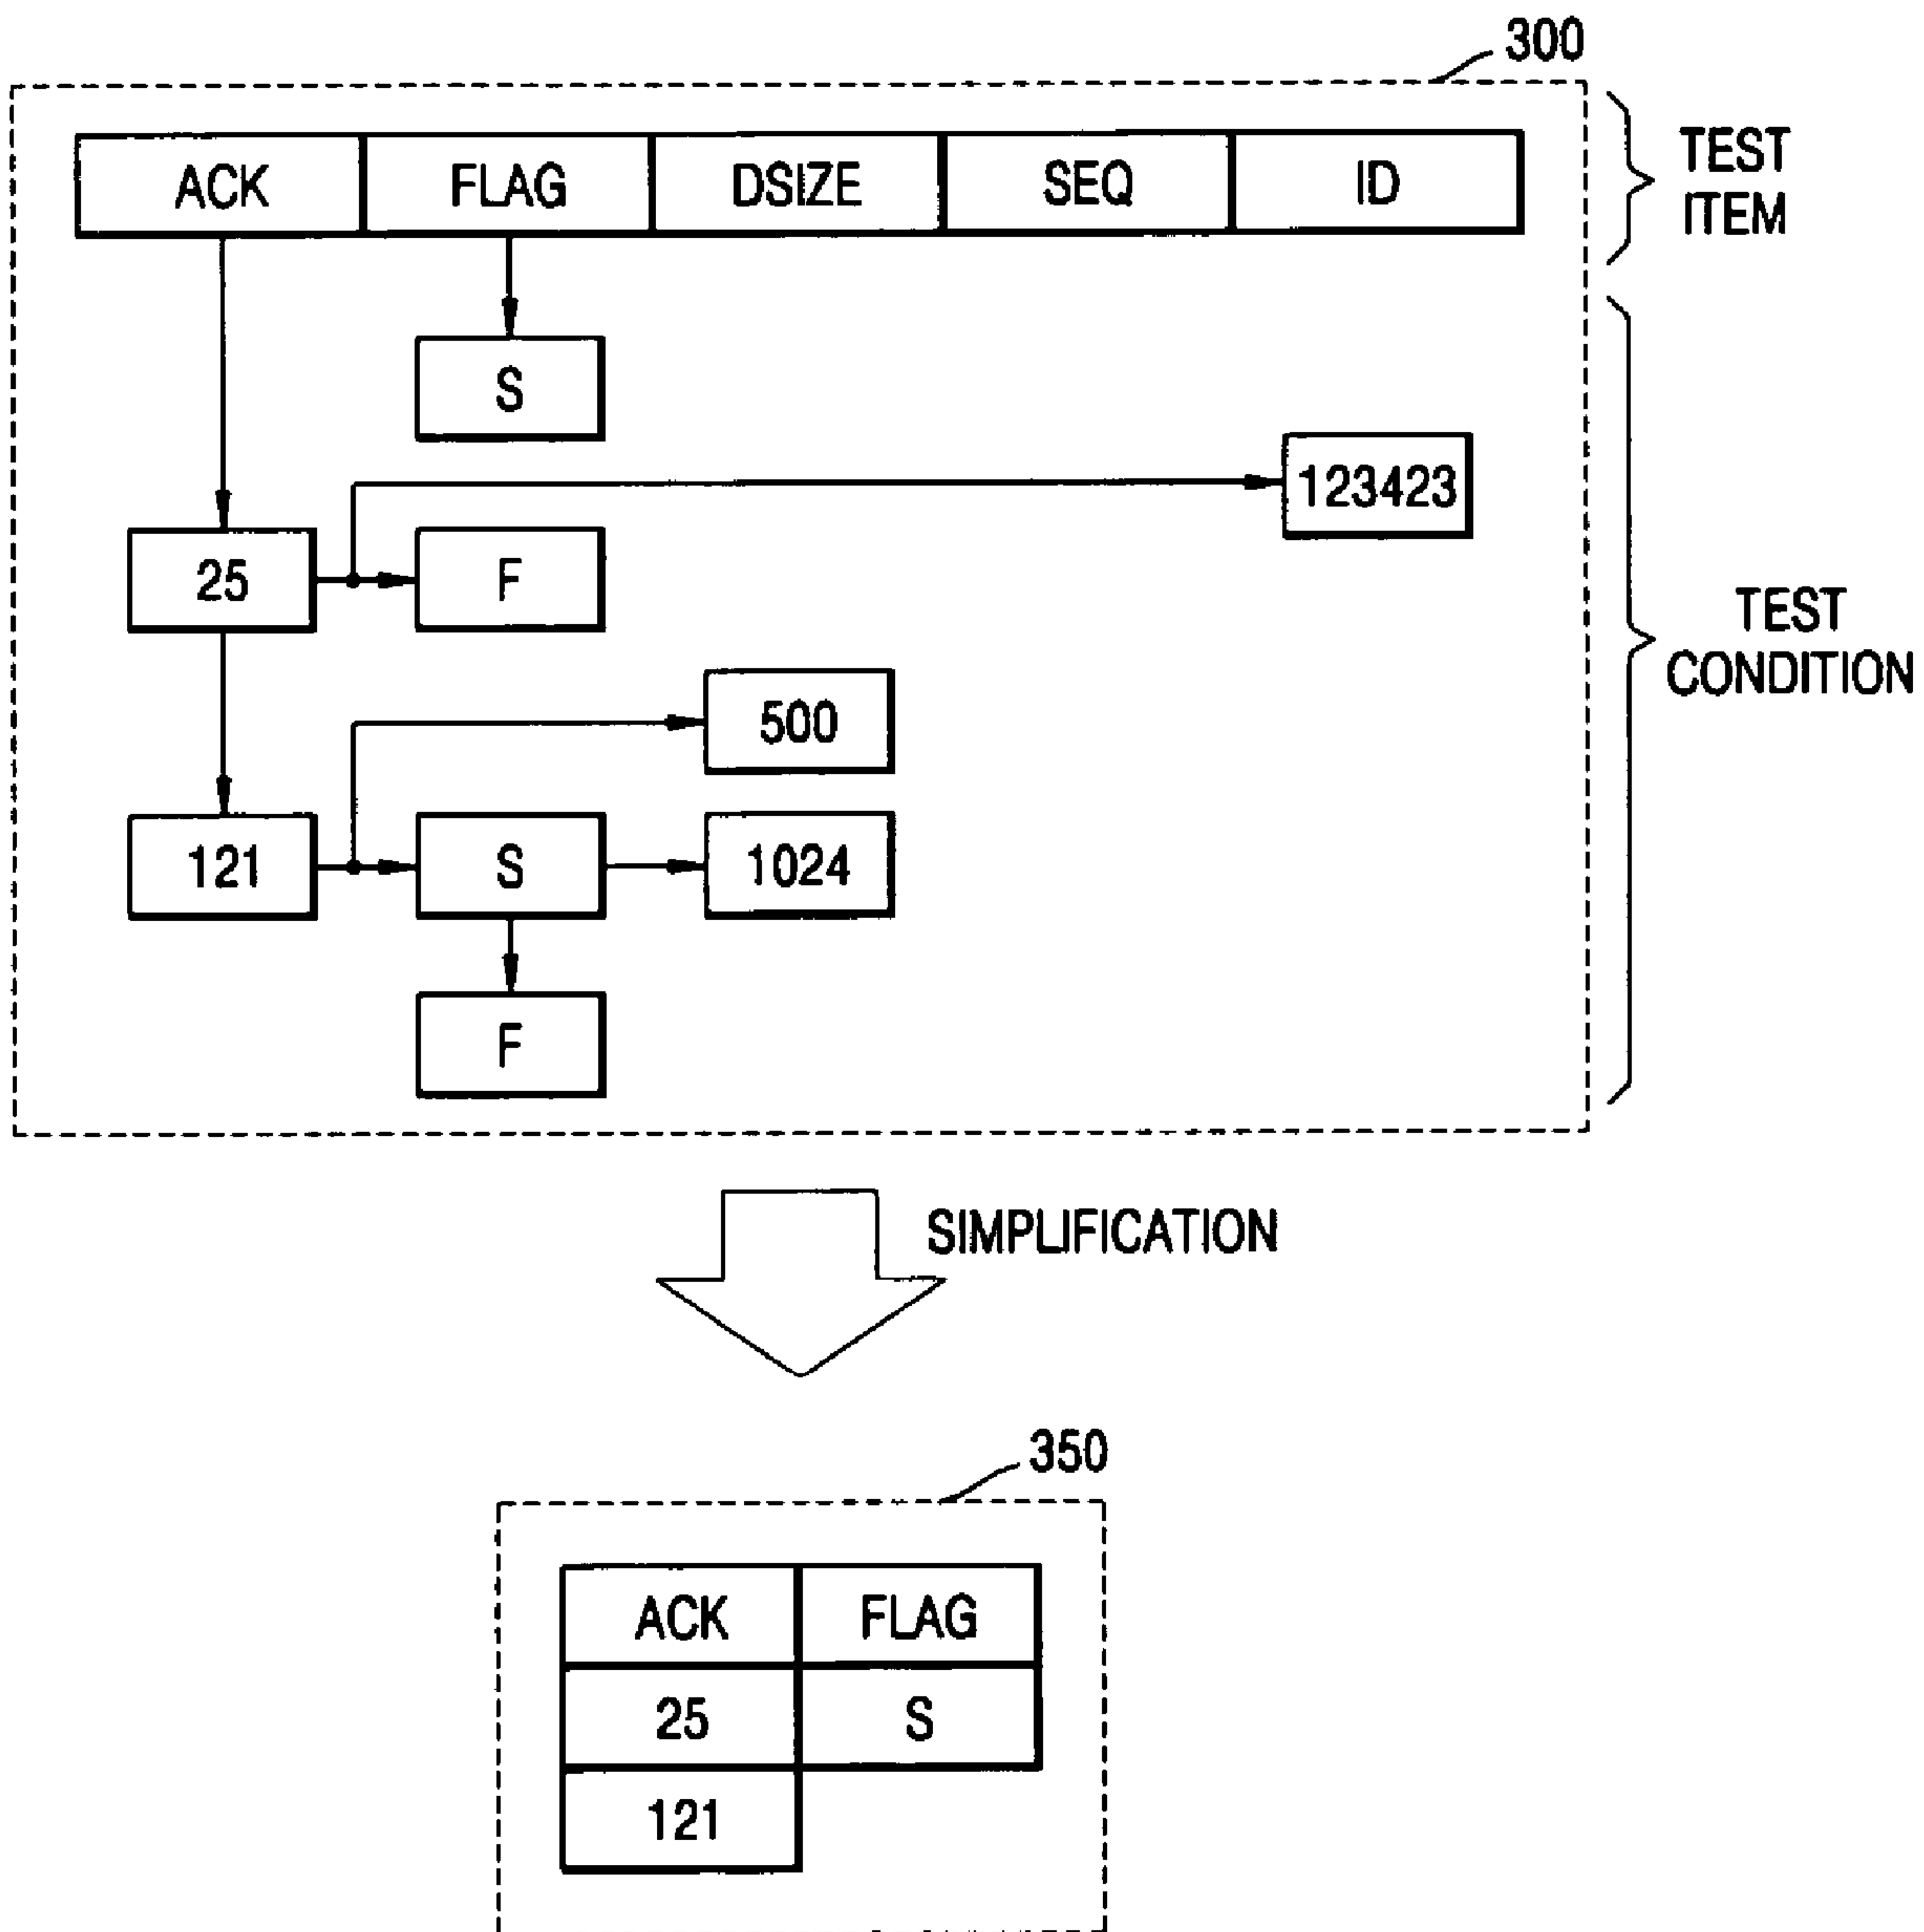 300
ACK FLAG DSIZE SEQ ID
TEST
ITEM
S
123423
25 F
TEST
CONDITION
500
121 S 1024
F
SIMPLIFICATION
350
ACK FLAG
25 S
121